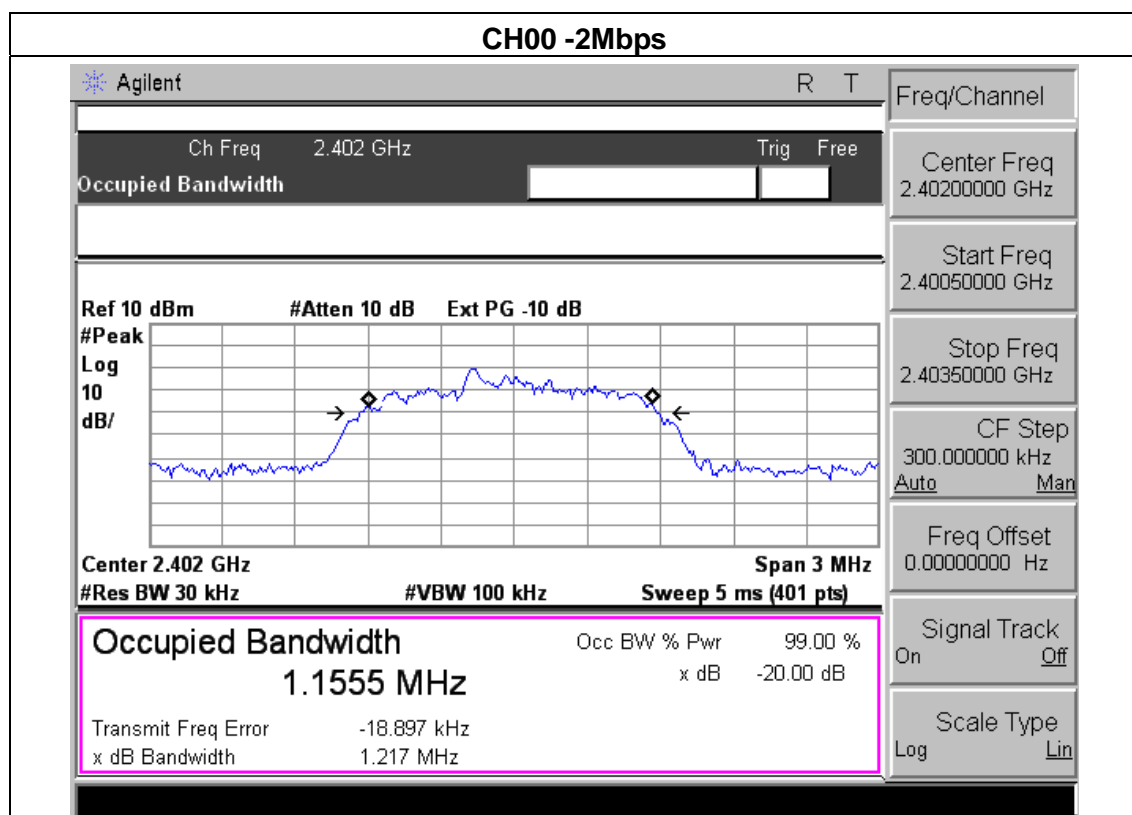 CH00 -2Mbps
Agilent R T
Ch Freq 2.402 GHz Trig Free
Occupied Bandwidth
Ref 10 dBm #Atten 10 dB Ext PG -10 dB
#Peak
Log
10
dB/
Center 2.402 GHz Span 3 MHz
#Res BW 30 kHz #VBW 100 kHz Sweep 5 ms (401 pts)
Occupied Bandwidth Occ BW % Pwr 99.00 %
1.1555 MHz x dB -20.00 dB
Transmit Freq Error -18.897 kHz
x dB Bandwidth 1.217 MHz
Freq/Channel
Center Freq
2.40200000 GHz
Start Freq
2.40050000 GHz
Stop Freq
2.40350000 GHz
CF Step
300.000000 kHz
Auto Man
Freq Offset
0.00000000 Hz
Signal Track
On Off
Scale Type
Log Lin